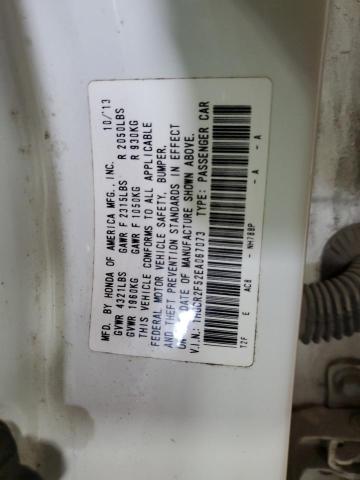 MFD. BY HONDA OF AMERICA MFG., INC. 10/13
GVWR 4321LBS GAWR F 2315LBS R 2050LBS
GVWR 1960KG GAWR F 1050KG R 930KG
THIS VEHICLE CONFORMS TO ALL APPLICABLE
FEDERAL MOTOR VEHICLE SAFETY, BUMPER,
AND THEFT PREVENTION STANDARDS IN EFFECT
ON THE DATE OF MANUFACTURE SHOWN ABOVE.
V.I.N.: 1HGCR2F52EA067073 TYPE: PASSENGER CAR
T2F E AC8 - NH788P - A - A